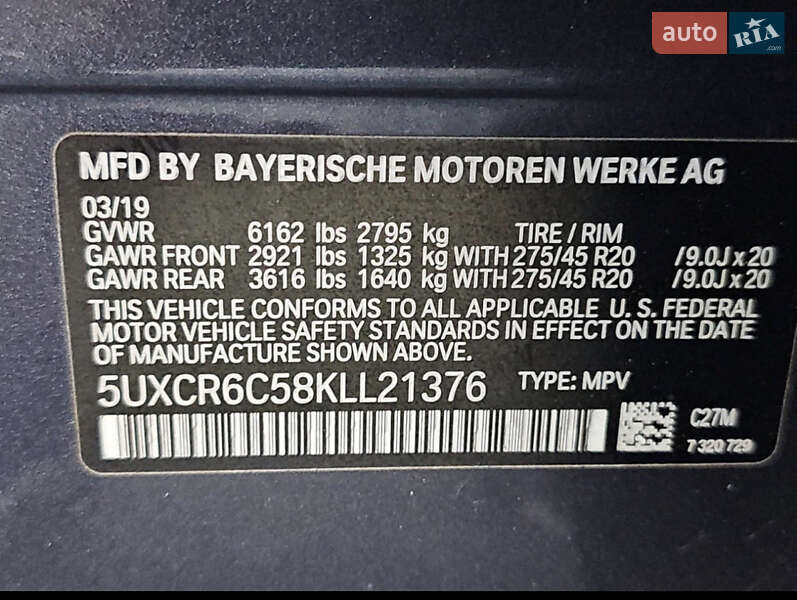 auto RIA .com
MFD BY BAYERISCHE MOTOREN WERKE AG
03/19
GVWR 6162 lbs 2795 kg TIRE / RIM
GAWR FRONT 2921 lbs 1325 kg WITH 275/45 R20 /9.0J x 20
GAWR REAR 3616 lbs 1640 kg WITH 275/45 R20 /9.0J x 20
THIS VEHICLE CONFORMS TO ALL APPLICABLE U. S. FEDERAL
MOTOR VEHICLE SAFETY STANDARDS IN EFFECT ON THE DATE
OF MANUFACTURE SHOWN ABOVE.
5UXCR6C58KLL21376 TYPE: MPV
C27M
7 320 729